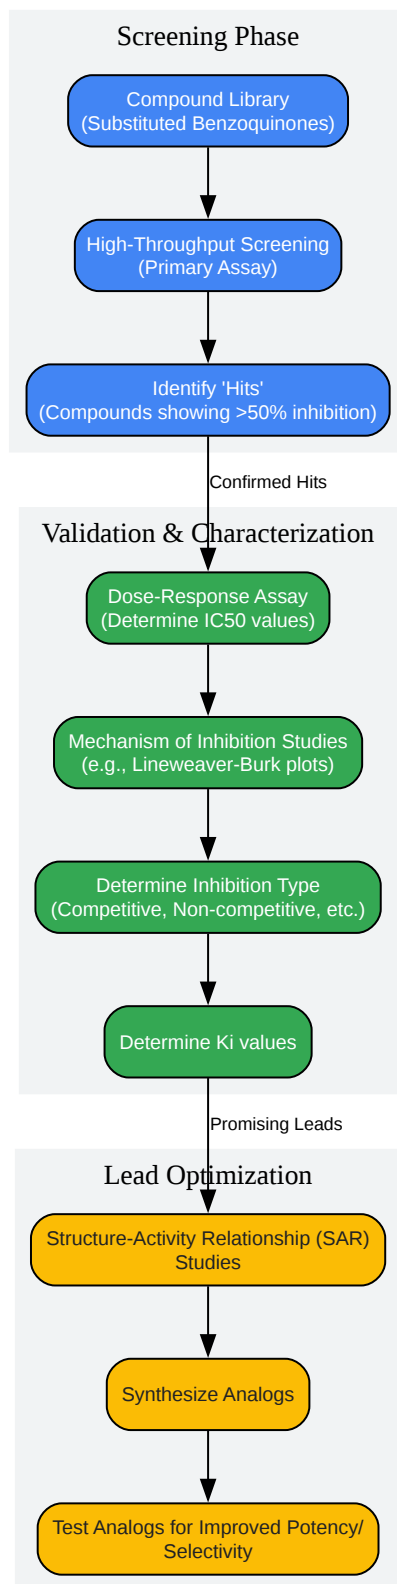 Screening Phase
Compound Library
(Substituted Benzoquinones)
High-Throughput Screening
(Primary Assay)
Identify 'Hits'
(Compounds showing >50% inhibition)
Confirmed Hits
Validation & Characterization
Dose-Response Assay
(Determine IC50 values)
Mechanism of Inhibition Studies
(e.g., Lineweaver-Burk plots)
Determine Inhibition Type
(Competitive, Non-competitive, etc.)
Determine Ki values
Promising Leads
Lead Optimization
Structure-Activity Relationship (SAR)
Studies
Synthesize Analogs
Test Analogs for Improved Potency/
Selectivity